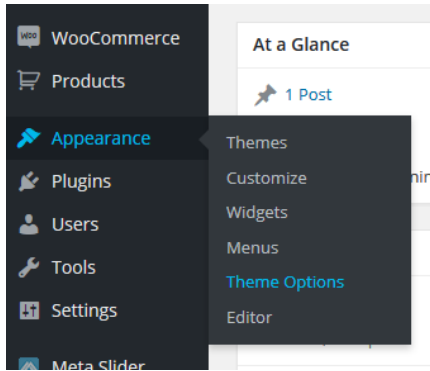 WooCommerce
Products
Appearance
Plugins
Users
Tools
Settings
Meta Slider
At a Glance
1 Post
Themes
Customize
Widgets
Menus
Theme Options
Editor